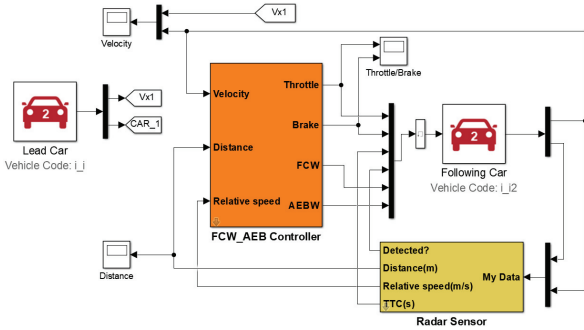 Vx1
Velocity
Throttle/Brake
2
Lead Car
Vehicle Code: i_i
Vx1
CAR_1
Velocity
Distance
Relative speed
Throttle
Brake
FCW
AEBW
FCW_AEB Controller
2
Following Car
Vehicle Code: i_i2
Distance
Detected?
Distance(m)
Relative speed(m/s)
TTC(s)
My Data
Radar Sensor